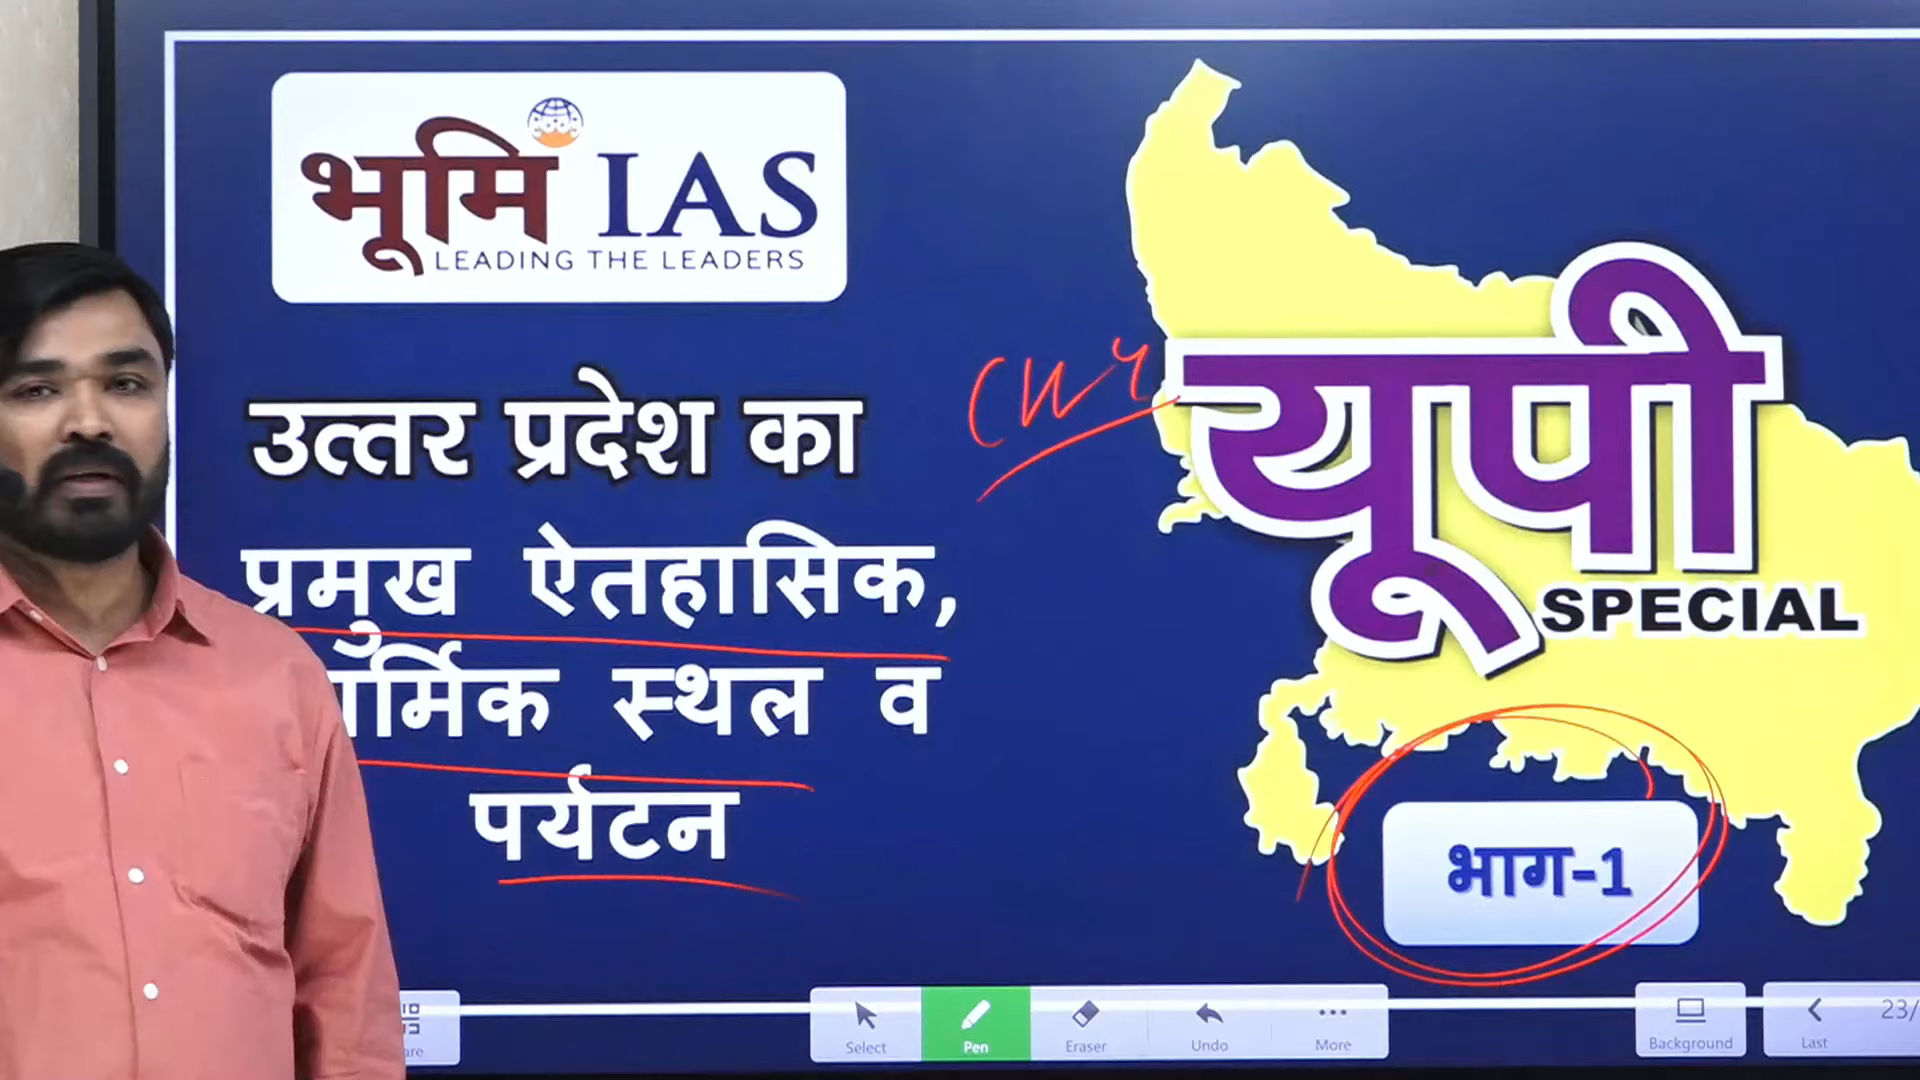 2009
भूमि IAS
LEADING THE LEADERS
उत्तर प्रदेश का
प्रमुख ऐतहासिक,
स्थल व
पर्यटन
यूपी
SPECIAL
भाग-1
Select
Pen
Eraser
Undo
More
Background
Last
23/